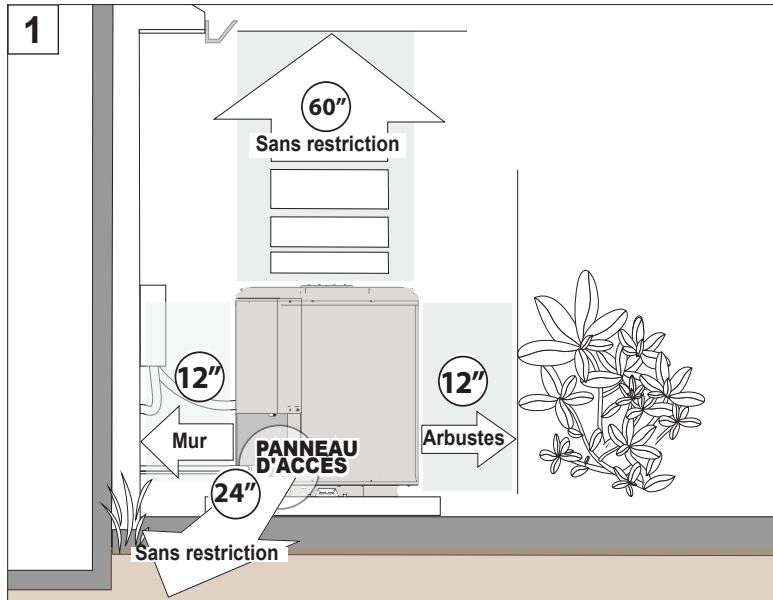 1
60”
Sans restriction
12”
Mur
12”
Arbustes
PANNEAU
D'ACCÈS
24”
Sans restriction